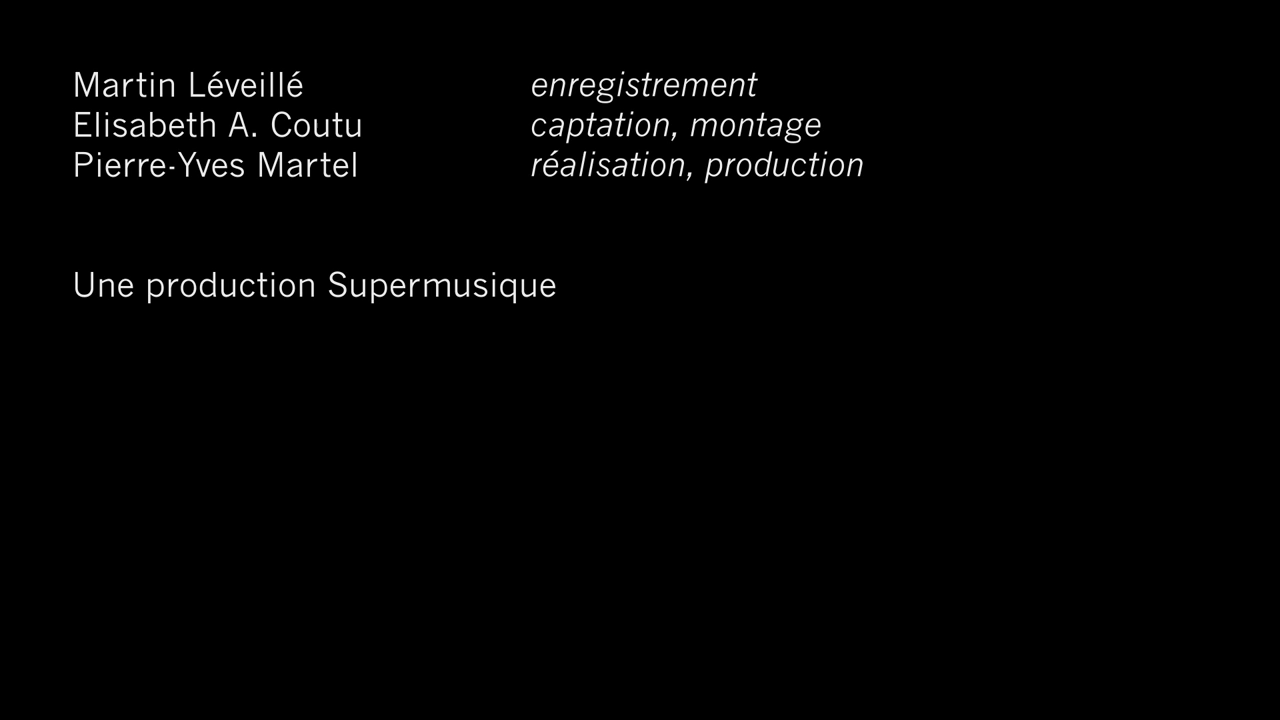 Martin Léveillé enregistrement
Elisabeth A. Coutu captation, montage
Pierre-Yves Martel réalisation, production
Une production Supermusique